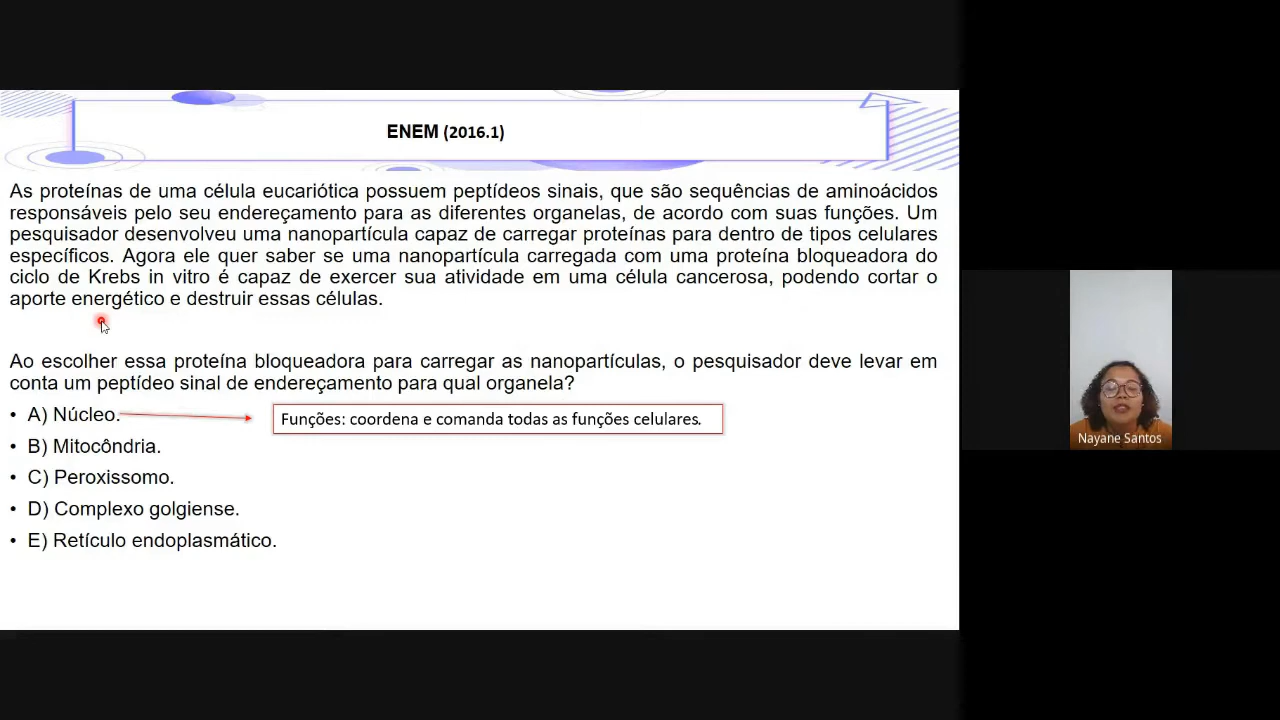 ENEM (2016.1)
As proteínas de uma célula eucariótica possuem peptídeos sinais, que são sequências de aminoácidos
responsáveis pelo seu endereçamento para as diferentes organelas, de acordo com suas funções. Um
pesquisador desenvolveu uma nanopartícula capaz de carregar proteínas para dentro de tipos celulares
específicos. Agora ele quer saber se uma nanopartícula carregada com uma proteína bloqueadora do
ciclo de Krebs in vitro é capaz de exercer sua atividade em uma célula cancerosa, podendo cortar o
aporte energético e destruir essas células.
Ao escolher essa proteína bloqueadora para carregar as nanopartículas, o pesquisador deve levar em
conta um peptídeo sinal de endereçamento para qual organela?
• A) Núcleo.
Funções: coordena e comanda todas as funções celulares.
• B) Mitocôndria.
• C) Peroxissomo.
• D) Complexo golgiense.
• E) Retículo endoplasmático.
Nayane Santos